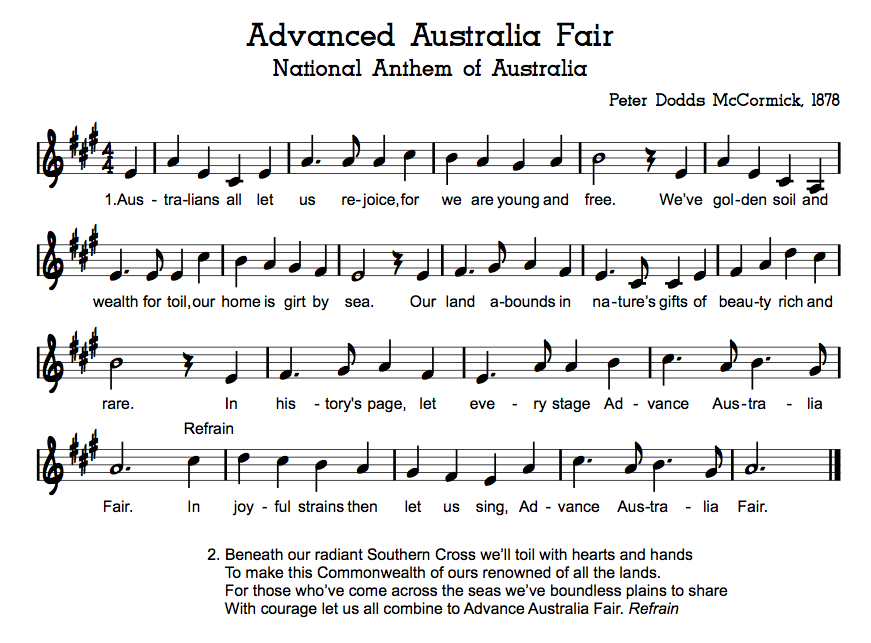 Advanced Australia Fair
National Anthem of Australia
Peter Dodds McCormick, 1878
1.Aus - tra-lians all let us re-joice,for we are young and free. We've gol-den soil and
wealth for toil,our home is girt by sea. Our land a-bounds in na-ture's gifts of beau-ty rich and
rare. In his - tory's page, let eve - ry stage Ad - vance Aus-tra - lia
Refrain
Fair. In joy - ful strains then let us sing, Ad - vance Aus-tra - lia Fair.
2. Beneath our radiant Southern Cross we'll toil with hearts and hands
To make this Commonwealth of ours renowned of all the lands.
For those who've come across the seas we've boundless plains to share
With courage let us all combine to Advance Australia Fair. Refrain